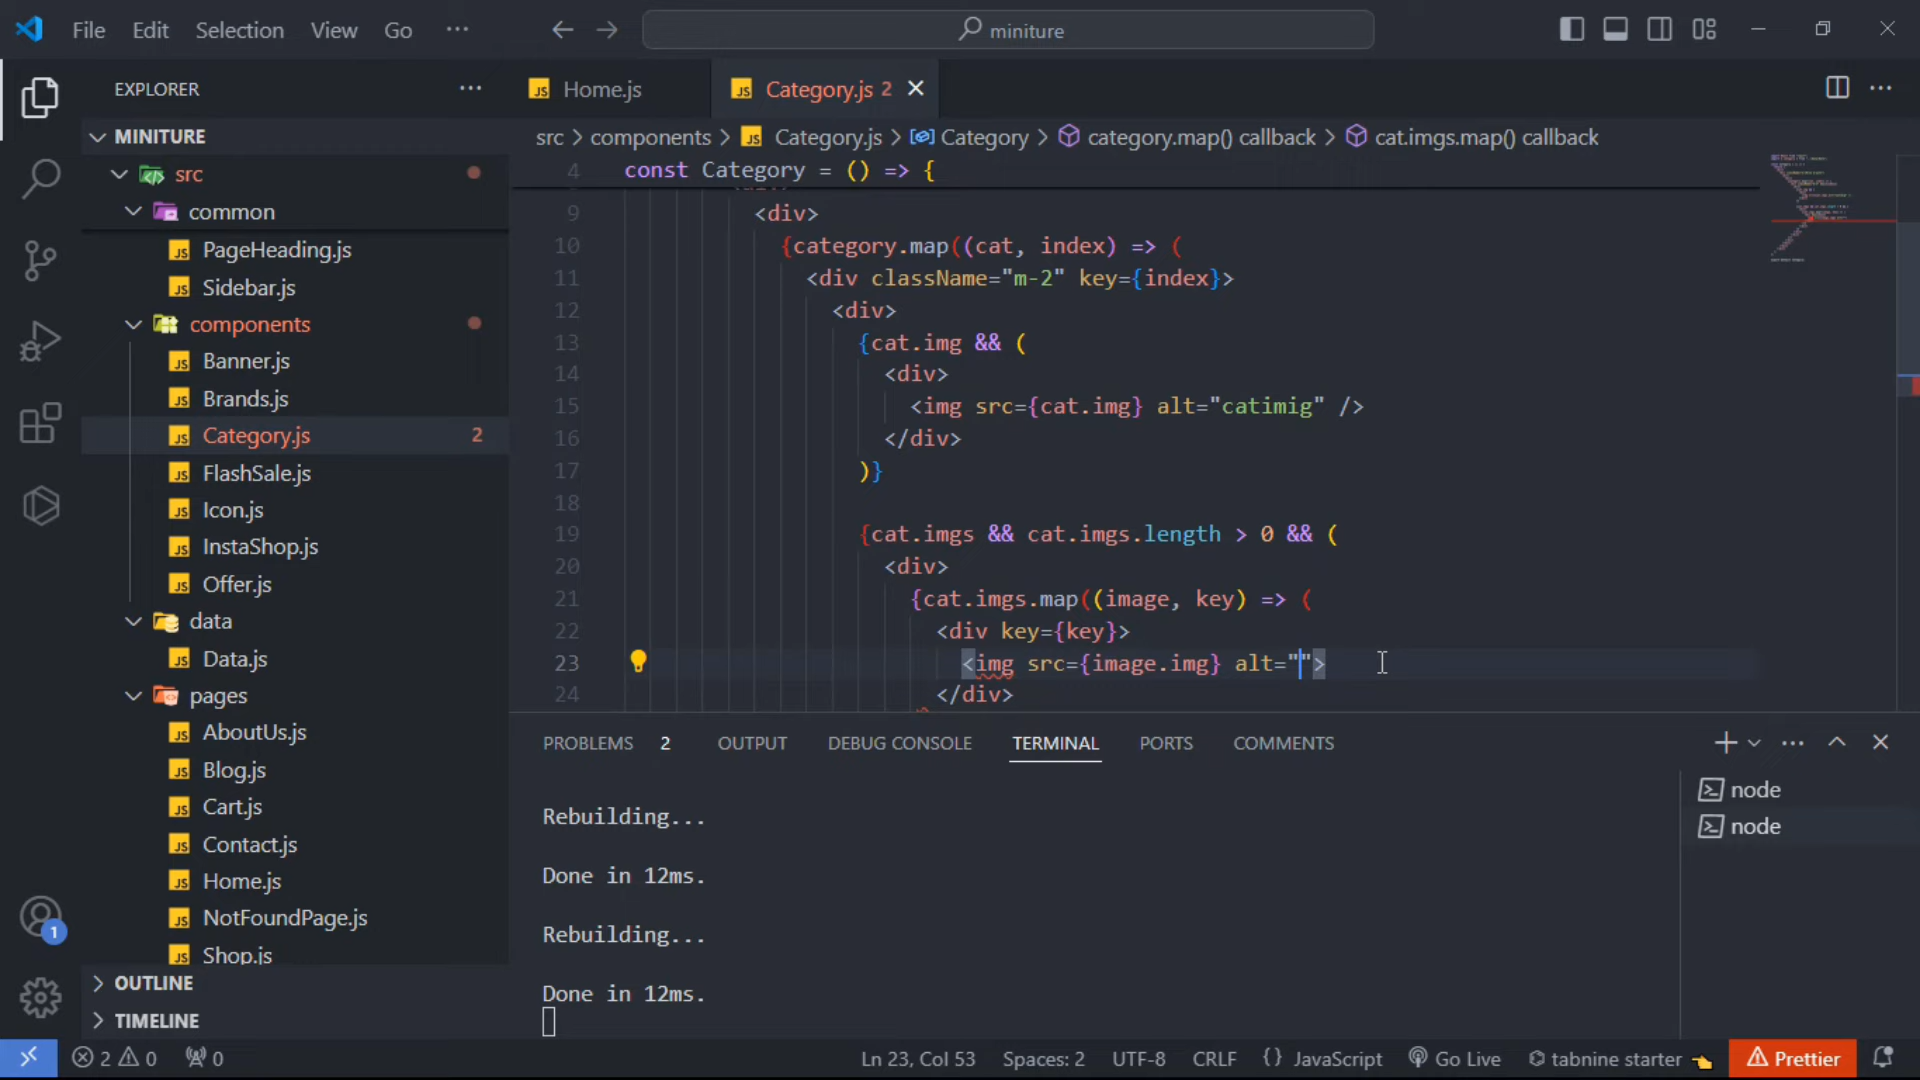 File Edit Selection View Go ··· miniture
EXPLORER ···
MINITURE
src
common
PageHeading.js
Sidebar.js
components
Banner.js
Brands.js
Category.js 2
FlashSale.js
Icon.js
InstaShop.js
Offer.js
data
Data.js
pages
AboutUs.js
Blog.js
Cart.js
Contact.js
Home.js
NotFoundPage.js
Shop.js
OUTLINE
TIMELINE
1
Home.js
Category.js 2
src > components > Category.js > Category > category.map() callback > cat.imgs.map() callback
4 const Category = () => {
9 <div>
10 {category.map((cat, index) => (
11 <div className="m-2" key={index}>
12 <div>
13 {cat.img && (
14 <div>
15 <img src={cat.img} alt="catimig" />
16 </div>
17 )}
18
19 {cat.imgs && cat.imgs.length > 0 && (
20 <div>
21 {cat.imgs.map((image, key) => (
22 <div key={key}>
23 <img src={image.img} alt="">
24 </div>
PROBLEMS 2 OUTPUT DEBUG CONSOLE TERMINAL PORTS COMMENTS
Rebuilding...
Done in 12ms.
Rebuilding...
Done in 12ms.
node
node
2 0 0 Ln 23, Col 53 Spaces: 2 UTF-8 CRLF {} JavaScript Go Live tabnine starter Prettier